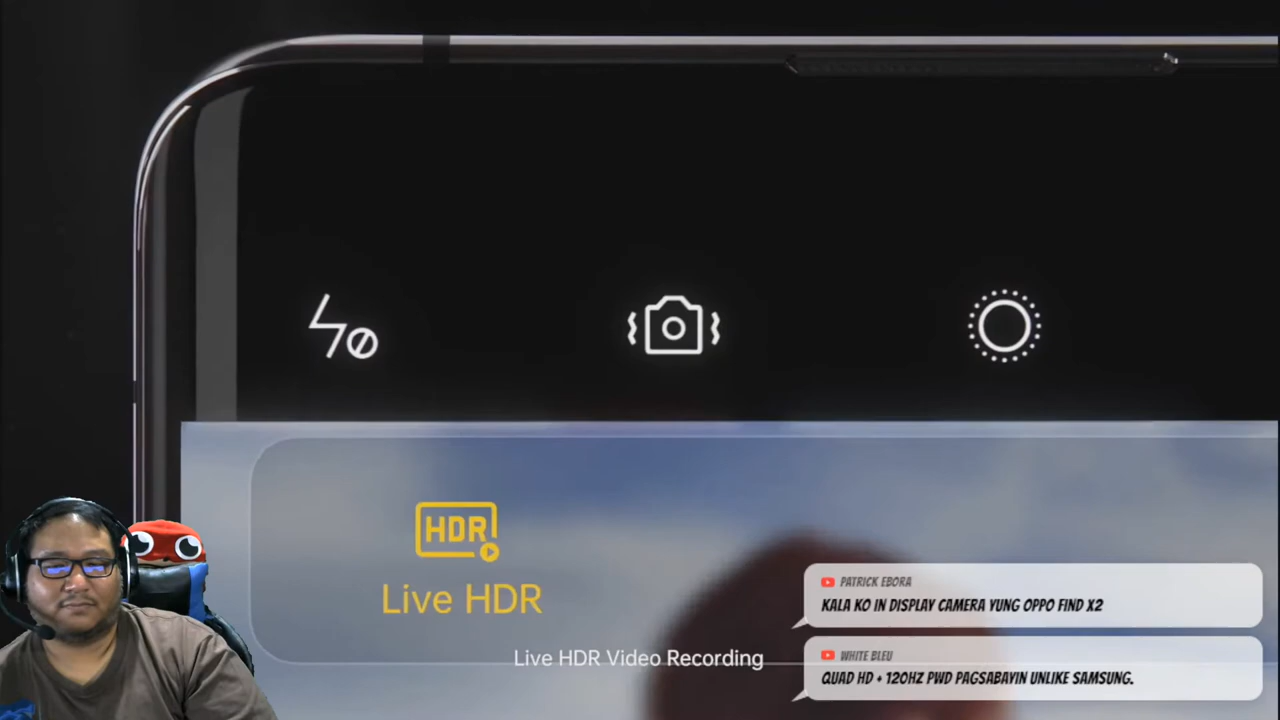 HDR
Live HDR
Live HDR Video Recording
PATRICK EBORA
KALA KO IN DISPLAY CAMERA YUNG OPPO FIND X2
WHITE BLEU
QUAD HD + 120HZ PWD PAGSABAYIN UNLIKE SAMSUNG.